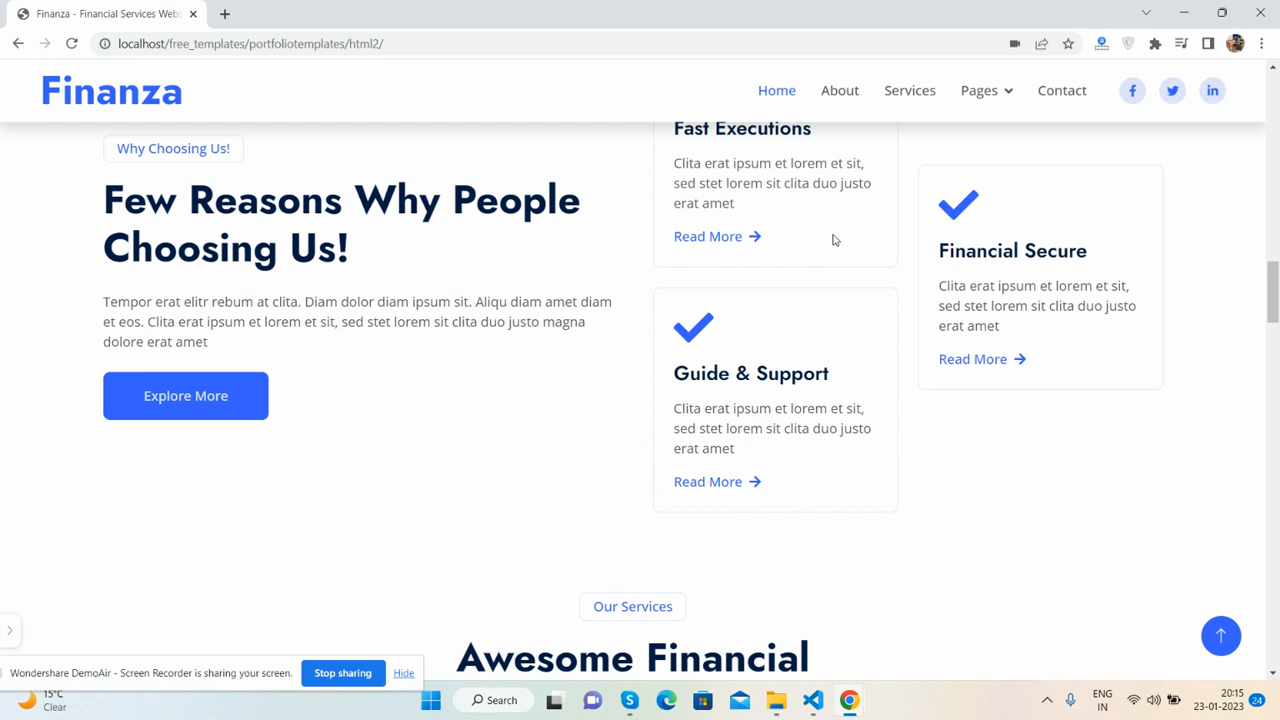 Finanza - Financial Services Webs
localhost/free_templates/portfoliotemplates/html2/
Finanza
Home
About
Services
Pages
Contact
Why Choosing Us!
Few Reasons Why People
Choosing Us!
Tempor erat elitr rebum at clita. Diam dolor diam ipsum sit. Aliqu diam amet diam
et eos. Clita erat ipsum et lorem et sit, sed stet lorem sit clita duo justo magna
dolore erat amet
Explore More
Fast Executions
Clita erat ipsum et lorem et sit,
sed stet lorem sit clita duo justo
erat amet
Read More
Guide & Support
Clita erat ipsum et lorem et sit,
sed stet lorem sit clita duo justo
erat amet
Read More
Financial Secure
Clita erat ipsum et lorem et sit,
sed stet lorem sit clita duo justo
erat amet
Read More
Our Services
Awesome Financial
Wondershare DemoAir - Screen Recorder is sharing your screen.
Stop sharing
Hide
15°C
Clear
Search
ENG
IN
20:15
23-01-2023
24